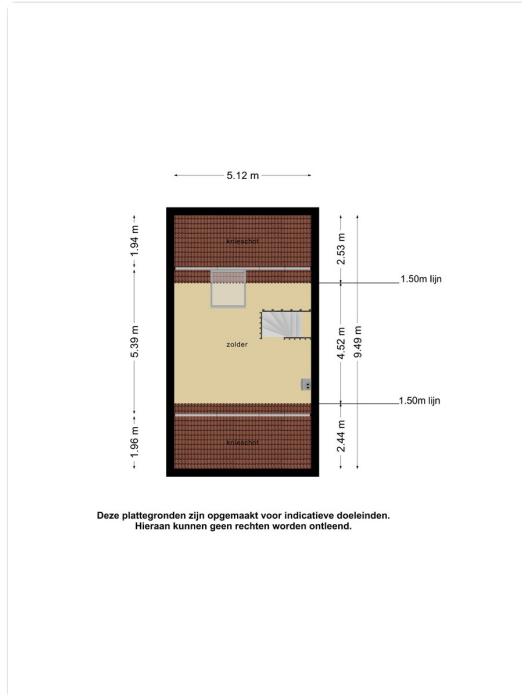 5.12 m
1.94 m
knieschot
2.53 m
1.50m lijn
5.39 m
zolder
4.52 m
9.49 m
1.50m lijn
1.96 m
knieschot
2.44 m
Deze plattegronden zijn opgemaakt voor indicatieve doeleinden.
Hieraan kunnen geen rechten worden ontleend.